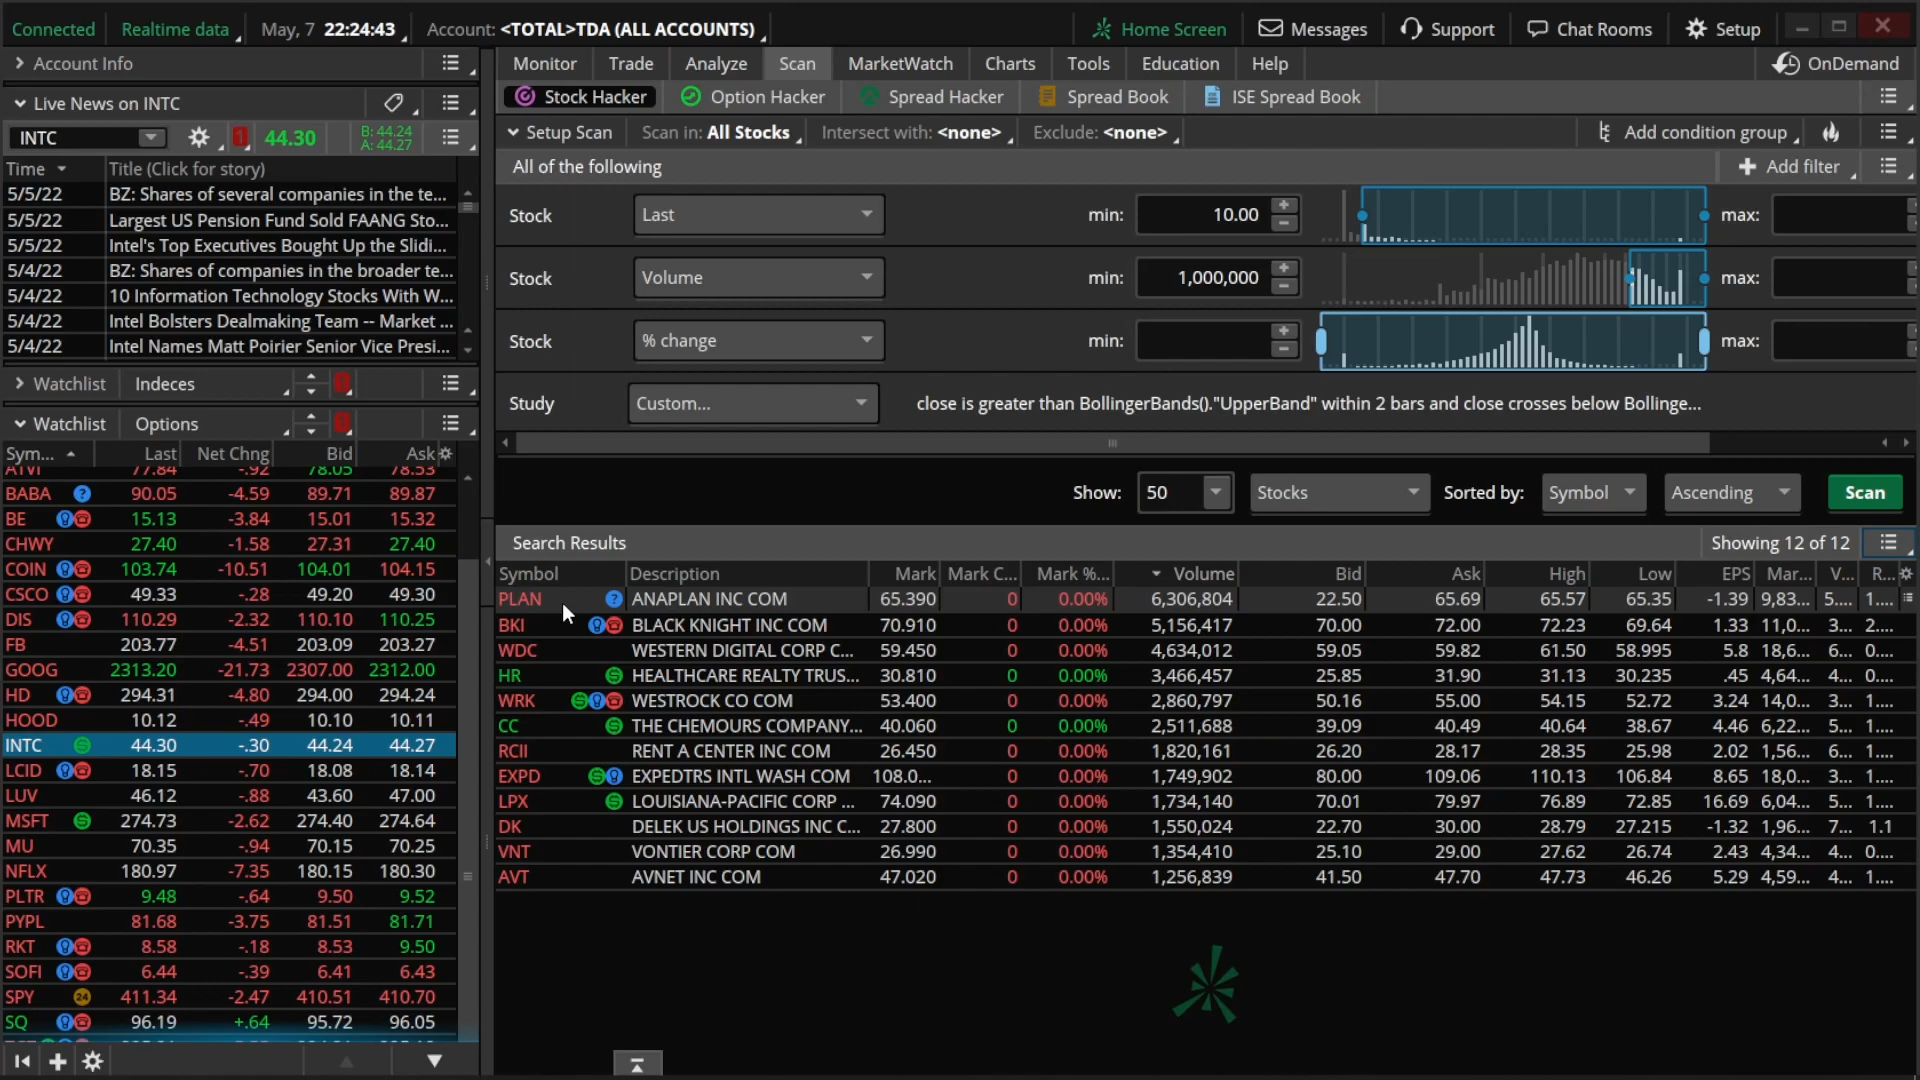 Connected Realtime data May, 7 22:24:43 Account: <TOTAL>TDA (ALL ACCOUNTS) Home Screen Messages Support Chat Rooms Setup
Account Info Monitor Trade Analyze Scan MarketWatch Charts Tools Education Help OnDemand
Live News on INTC Stock Hacker Option Hacker Spread Hacker Spread Book ISE Spread Book
INTC 1 44.30 B: 44.24 A: 44.27 Setup Scan Scan in: All Stocks Intersect with: <none> Exclude: <none> Add condition group
Time Title (Click for story) All of the following Add filter
5/5/22 BZ: Shares of several companies in the te...
5/5/22 Largest US Pension Fund Sold FAANG Sto...
5/5/22 Intel's Top Executives Bought Up the Slidi...
5/4/22 BZ: Shares of companies in the broader te...
5/4/22 10 Information Technology Stocks With W...
5/4/22 Intel Bolsters Dealmaking Team -- Market ...
5/4/22 Intel Names Matt Poirier Senior Vice Presi...
Stock Last min: 10.00 max:
Stock Volume min: 1,000,000 max:
Stock % change min: max:
Study Custom... close is greater than BollingerBands()."UpperBand" within 2 bars and close crosses below Bollinge...
Watchlist Indeces
Watchlist Options
Sym... Last Net Chng Bid Ask
ATVI 77.84 -.92 78.05 78.53
BABA 90.05 -4.59 89.71 89.87
BE 15.13 -3.84 15.01 15.32
CHWY 27.40 -1.58 27.31 27.40
COIN 103.74 -10.51 104.01 104.15
CSCO 49.33 -.28 49.20 49.30
DIS 110.29 -2.32 110.10 110.25
FB 203.77 -4.51 203.09 203.27
GOOG 2313.20 -21.73 2307.00 2312.00
HD 294.31 -4.80 294.00 294.24
HOOD 10.12 -.49 10.10 10.11
INTC 44.30 -.30 44.24 44.27
LCID 18.15 -.70 18.08 18.14
LUV 46.12 -.88 43.60 47.00
MSFT 274.73 -2.62 274.40 274.64
MU 70.35 -.94 70.15 70.25
NFLX 180.97 -7.35 180.15 180.30
PLTR 9.48 -.64 9.50 9.52
PYPL 81.68 -3.75 81.51 81.71
RKT 8.58 -.18 8.53 9.50
SOFI 6.44 -.39 6.41 6.43
SPY 24 411.34 -2.47 410.51 410.70
SQ 96.19 +.64 95.72 96.05
Show: 50 Stocks Sorted by: Symbol Ascending Scan
Search Results Showing 12 of 12
Symbol Description Mark Mark C... Mark %... Volume Bid Ask High Low EPS Mar... V... R...
PLAN ANAPLAN INC COM 65.390 0 0.00% 6,306,804 22.50 65.69 65.57 65.35 -1.39 9,83... 5.... 1....
BKI BLACK KNIGHT INC COM 70.910 0 0.00% 5,156,417 70.00 72.00 72.23 69.64 1.33 11,0... 3... 2....
WDC WESTERN DIGITAL CORP C... 59.450 0 0.00% 4,634,012 59.05 59.82 61.50 58.995 5.8 18,6... 6... 0....
HR HEALTHCARE REALTY TRUS... 30.810 0 0.00% 3,466,457 25.85 31.90 31.13 30.235 .45 4,64... 4... 0....
WRK WESTROCK CO COM 53.400 0 0.00% 2,860,797 50.16 55.00 54.15 52.72 3.24 14,0... 3... 1....
CC THE CHEMOURS COMPANY... 40.060 0 0.00% 2,511,688 39.09 40.49 40.64 38.67 4.46 6,22... 5... 1....
RCII RENT A CENTER INC COM 26.450 0 0.00% 1,820,161 26.20 28.17 28.35 25.98 2.02 1,56... 6... 1....
EXPD EXPEDTRS INTL WASH COM 108.0... 0 0.00% 1,749,902 80.00 109.06 110.13 106.84 8.65 18,0... 3... 1....
LPX LOUISIANA-PACIFIC CORP ... 74.090 0 0.00% 1,734,140 70.01 79.97 76.89 72.85 16.69 6,04... 5... 1....
DK DELEK US HOLDINGS INC C... 27.800 0 0.00% 1,550,024 22.70 30.00 28.79 27.215 -1.32 1,96... 7... 1.1
VNT VONTIER CORP COM 26.990 0 0.00% 1,354,410 25.10 29.00 27.62 26.74 2.43 4,34... 4... 0....
AVT AVNET INC COM 47.020 0 0.00% 1,256,839 41.50 47.70 47.73 46.26 5.29 4,59... 4... 1....